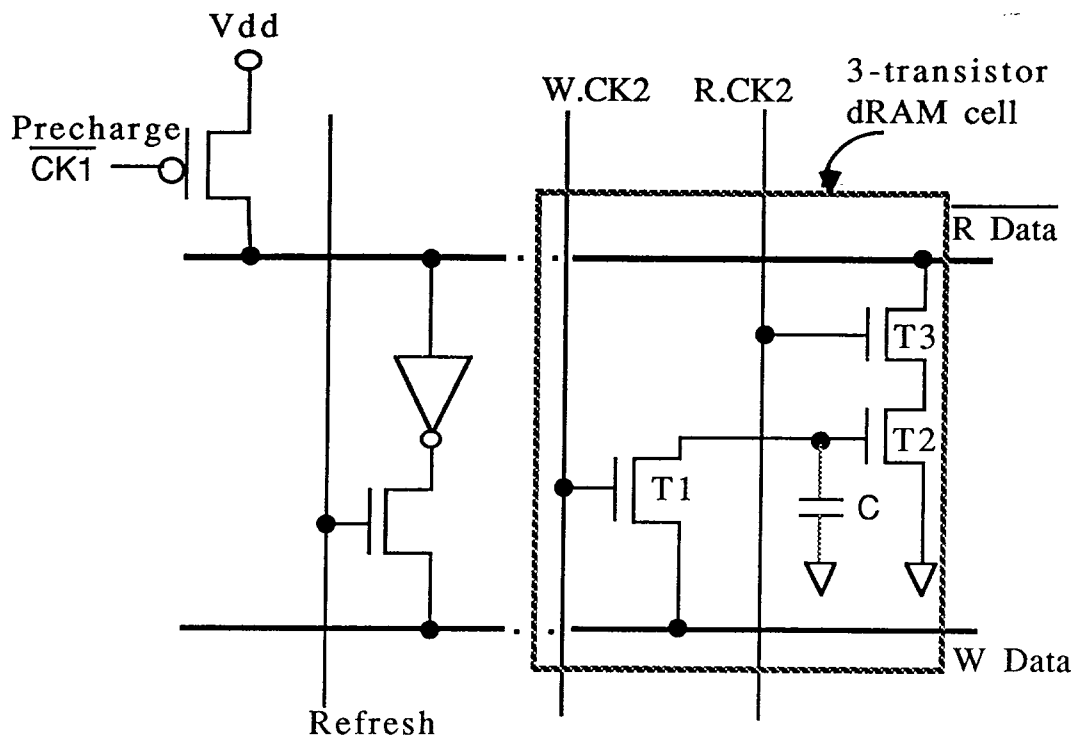 Vdd
3-transistor
dRAM cell
W.CK2
R.CK2
Precharge
CK1
R Data
T3
T2
T1
C
W Data
Refresh